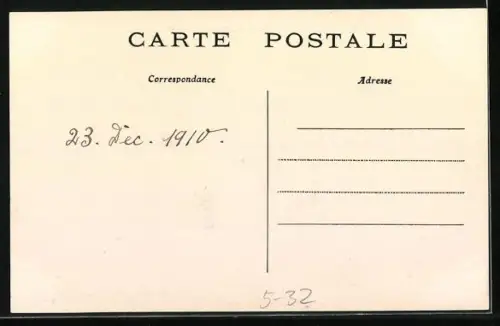 CARTE POSTALE
Correspondance Adresse
23. Dec. 1910.
5-32